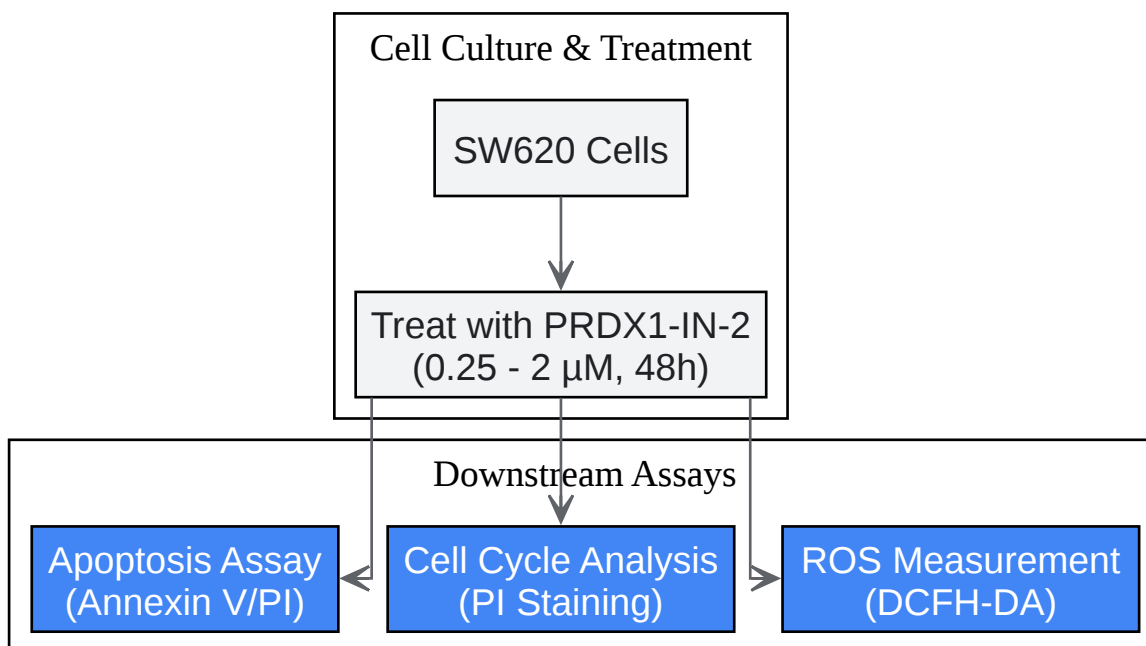 Cell Culture & Treatment
SW620 Cells
Treat with PRDX1-IN-2
(0.25 - 2 µM, 48h)
Downstream Assays
Apoptosis Assay
(Annexin V/PI)
Cell Cycle Analysis
(PI Staining)
ROS Measurement
(DCFH-DA)